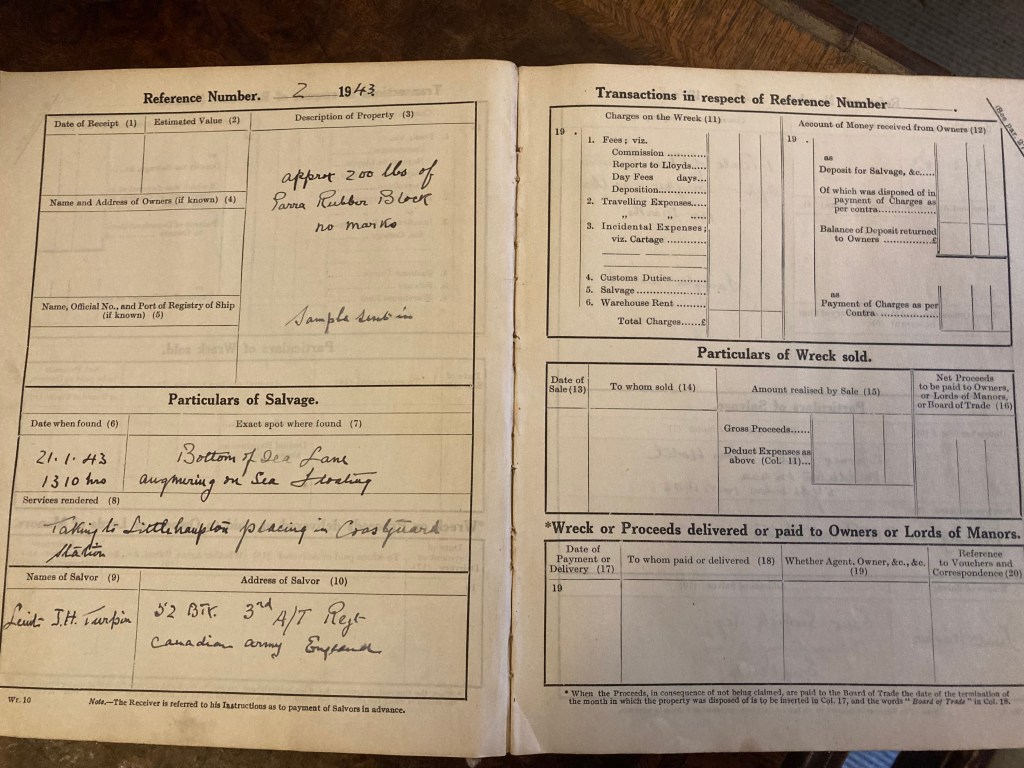 Reference Number. 2 1943
Date of Receipt (1) Estimated Value (2) Description of Property (3)
approx 200 lbs of
Parra Rubber Block
no marks
Name and Address of Owners (if known) (4)
Name, Official No., and Port of Registry of Ship
(if known) (5)
Sample sent in
Particulars of Salvage.
Date when found (6) Exact spot where found (7)
21.1.43 Bottom of Sea Lane
1310 hrs angmering on Sea Floating
Services rendered (8)
Taking to Littlehampton placing in Coastguard
Station
Names of Salvor (9) Address of Salvor (10)
Lieut J.H. Turpin 52 Bty. 3rd A/T Regt
Canadian army England
Wr. 10 Note.—The Receiver is referred to his Instructions as to payment of Salvors in advance.
Transactions in respect of Reference Number .
(See par. 
Charges on the Wreck (11)
19 .
1. Fees; viz.
Commission ............
Reports to Lloyds....
Day Fees days...
Deposition..............
2. Travelling Expenses.....
„ „ .....
3. Incidental Expenses;
viz. Cartage ............
4. Customs Duties..........
5. Salvage ....................
6. Warehouse Rent ........
Total Charges.....£
Account of Money received from Owners (12)
19 .
as
Deposit for Salvage, &c.....
Of which was disposed of in
payment of Charges as
per contra..................
Balance of Deposit returned
to Owners ................£
as
Payment of Charges as per
Contra ..................
Particulars of Wreck sold.
Date of
Sale (13) To whom sold (14) Amount realised by Sale (15) Net Proceeds
to be paid to Owners,
or Lords of Manors,
or Board of Trade (16)
Gross Proceeds......
Deduct Expenses as
above (Col. 11)...
*Wreck or Proceeds delivered or paid to Owners or Lords of Manors.
Date of
Payment or
Delivery (17) To whom paid or delivered (18) Whether Agent, Owner, &c., &c.
(19) Reference
to Vouchers and
Correspondence (20)
19
* When the Proceeds, in consequence of not being claimed, are paid to the Board of Trade the date of the termination of
the month in which the property was disposed of is to be inserted in Col. 17, and the words "Board of Trade" in Col. 18.